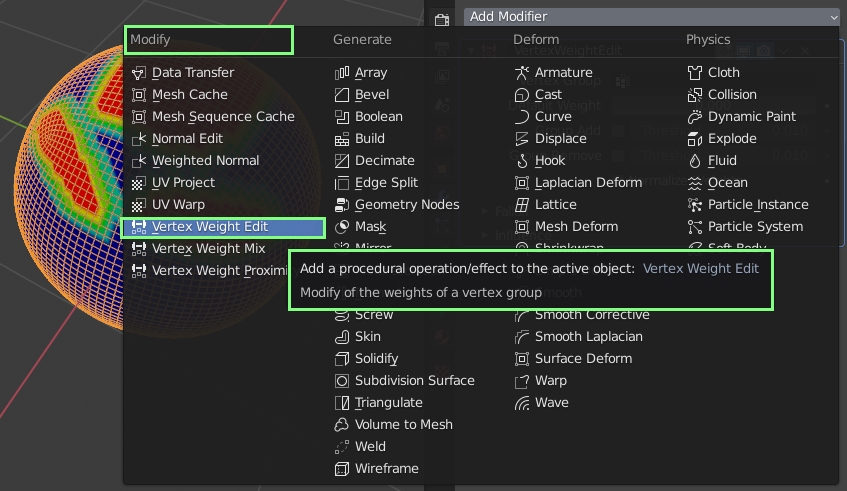 Add Modifier
Modify
Data Transfer
Mesh Cache
Mesh Sequence Cache
Normal Edit
Weighted Normal
UV Project
UV Warp
Vertex Weight Edit
Vertex Weight Mix
Vertex Weight Proximi
Generate
Array
Bevel
Boolean
Build
Decimate
Edge Split
Geometry Nodes
Mask
Mirror
Screw
Skin
Solidify
Subdivision Surface
Triangulate
Volume to Mesh
Weld
Wireframe
Deform
Armature
Cast
Curve
Displace
Hook
Laplacian Deform
Lattice
Mesh Deform
Shrinkwrap
Smooth
Smooth Corrective
Smooth Laplacian
Surface Deform
Warp
Wave
Physics
Cloth
Collision
Dynamic Paint
Explode
Fluid
Ocean
Particle Instance
Particle System
Soft Body
Add a procedural operation/effect to the active object: Vertex Weight Edit
Modify of the weights of a vertex group
VertexWeightEdit